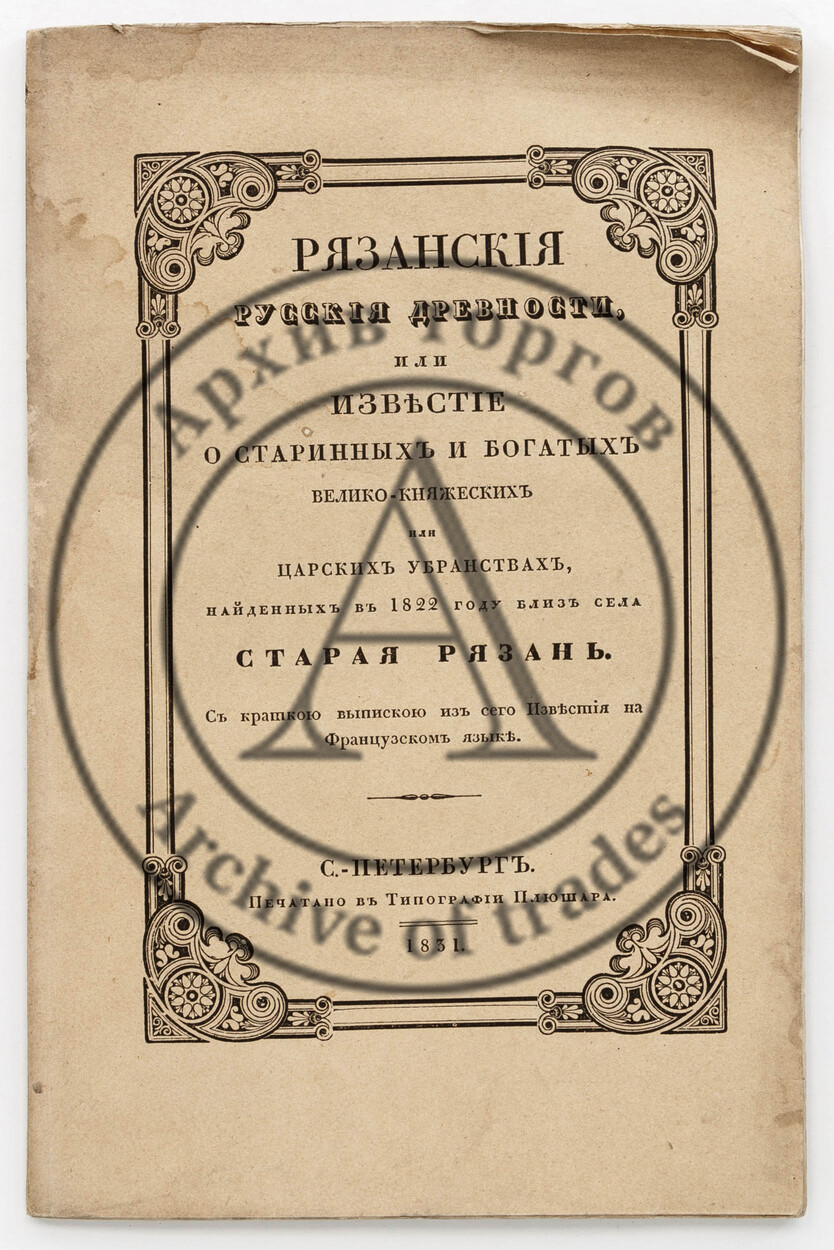 РЯЗАНСКІЯ
РУССКІЯ ДРЕВНОСТИ,
ИЛИ
ИЗВѢСТІЕ
О СТАРИННЫХЪ И БОГАТЫХЪ
ВЕЛИКО-КНЯЖЕСКИХЪ
ИЛИ
ЦАРСКИХЪ УБРАНСТВАХЪ,
НАЙДЕННЫХЪ ВЪ 1822 ГОДУ БЛИЗЪ СЕЛА
СТАРАЯ РЯЗАНЬ.
Съ краткою выпискою изъ сего Извѣстія на
Французскомъ языкѣ.
С.-ПЕТЕРБУРГЪ.
Печатано въ Типографіи Плюшара.
1831.
Архив Торгов
А
Archive of trades